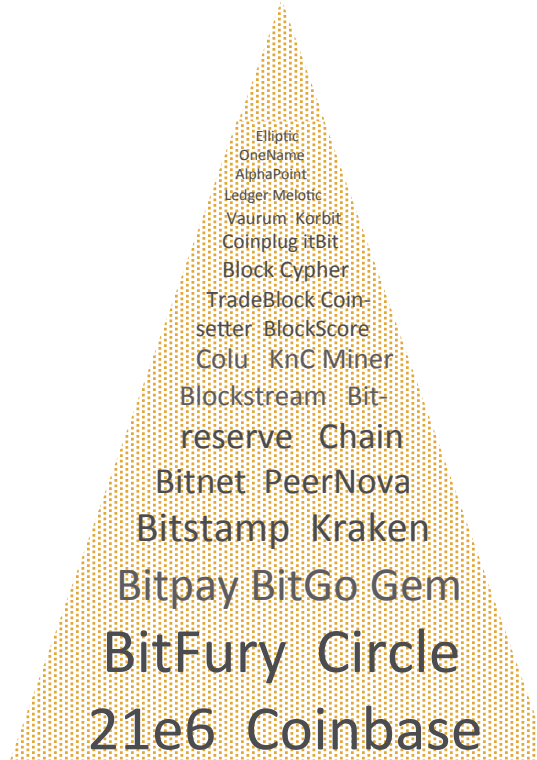 Elliptic
OneName
AlphaPoint
Ledger Melotic
Vaurum Korbit
Coinplug itBit
Block Cypher
TradeBlock Coin-
setter BlockScore
Colu KnC Miner
Blockstream Bit-
reserve Chain
Bitnet PeerNova
Bitstamp Kraken
Bitpay BitGo Gem
BitFury Circle
21e6 Coinbase